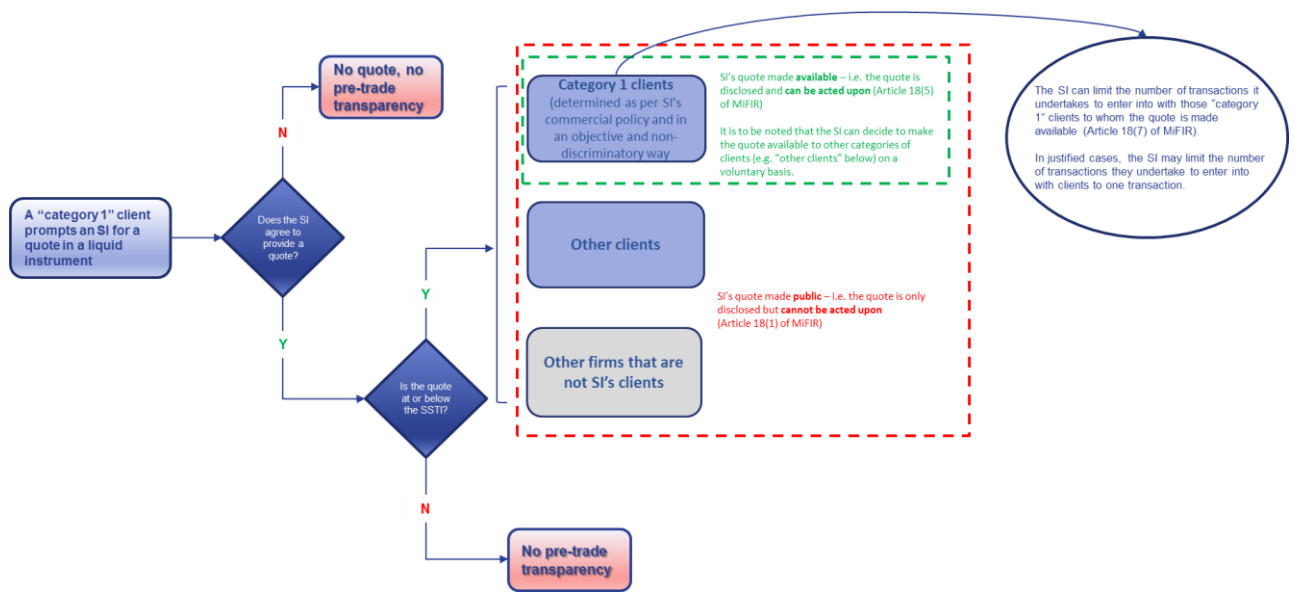 A “category 1” client
prompts an SI for a
quote in a liquid
instrument
Does the SI
agree to
provide a
quote?
N
No quote, no
pre-trade
transparency
Y
Is the quote
at or below
the SSTI?
Y
N
No pre-trade
transparency
Category 1 clients
(determined as per SI's
commercial policy and in
an objective and non-
discriminatory way
SI's quote made available – i.e. the quote is
disclosed and can be acted upon (Article 18(5)
of MiFIR)
It is to be noted that the SI can decide to make
the quote available to other categories of
clients (e.g. “other clients” below) on a
voluntary basis.
Other clients
Other firms that are
not SI's clients
SI's quote made public – i.e. the quote is only
disclosed but cannot be acted upon
(Article 18(1) of MiFIR)
The SI can limit the number of transactions it
undertakes to enter into with those “category
1” clients to whom the quote is made
available (Article 18(7) of MiFIR).
In justified cases, the SI may limit the number
of transactions they undertake to enter into
with clients to one transaction.